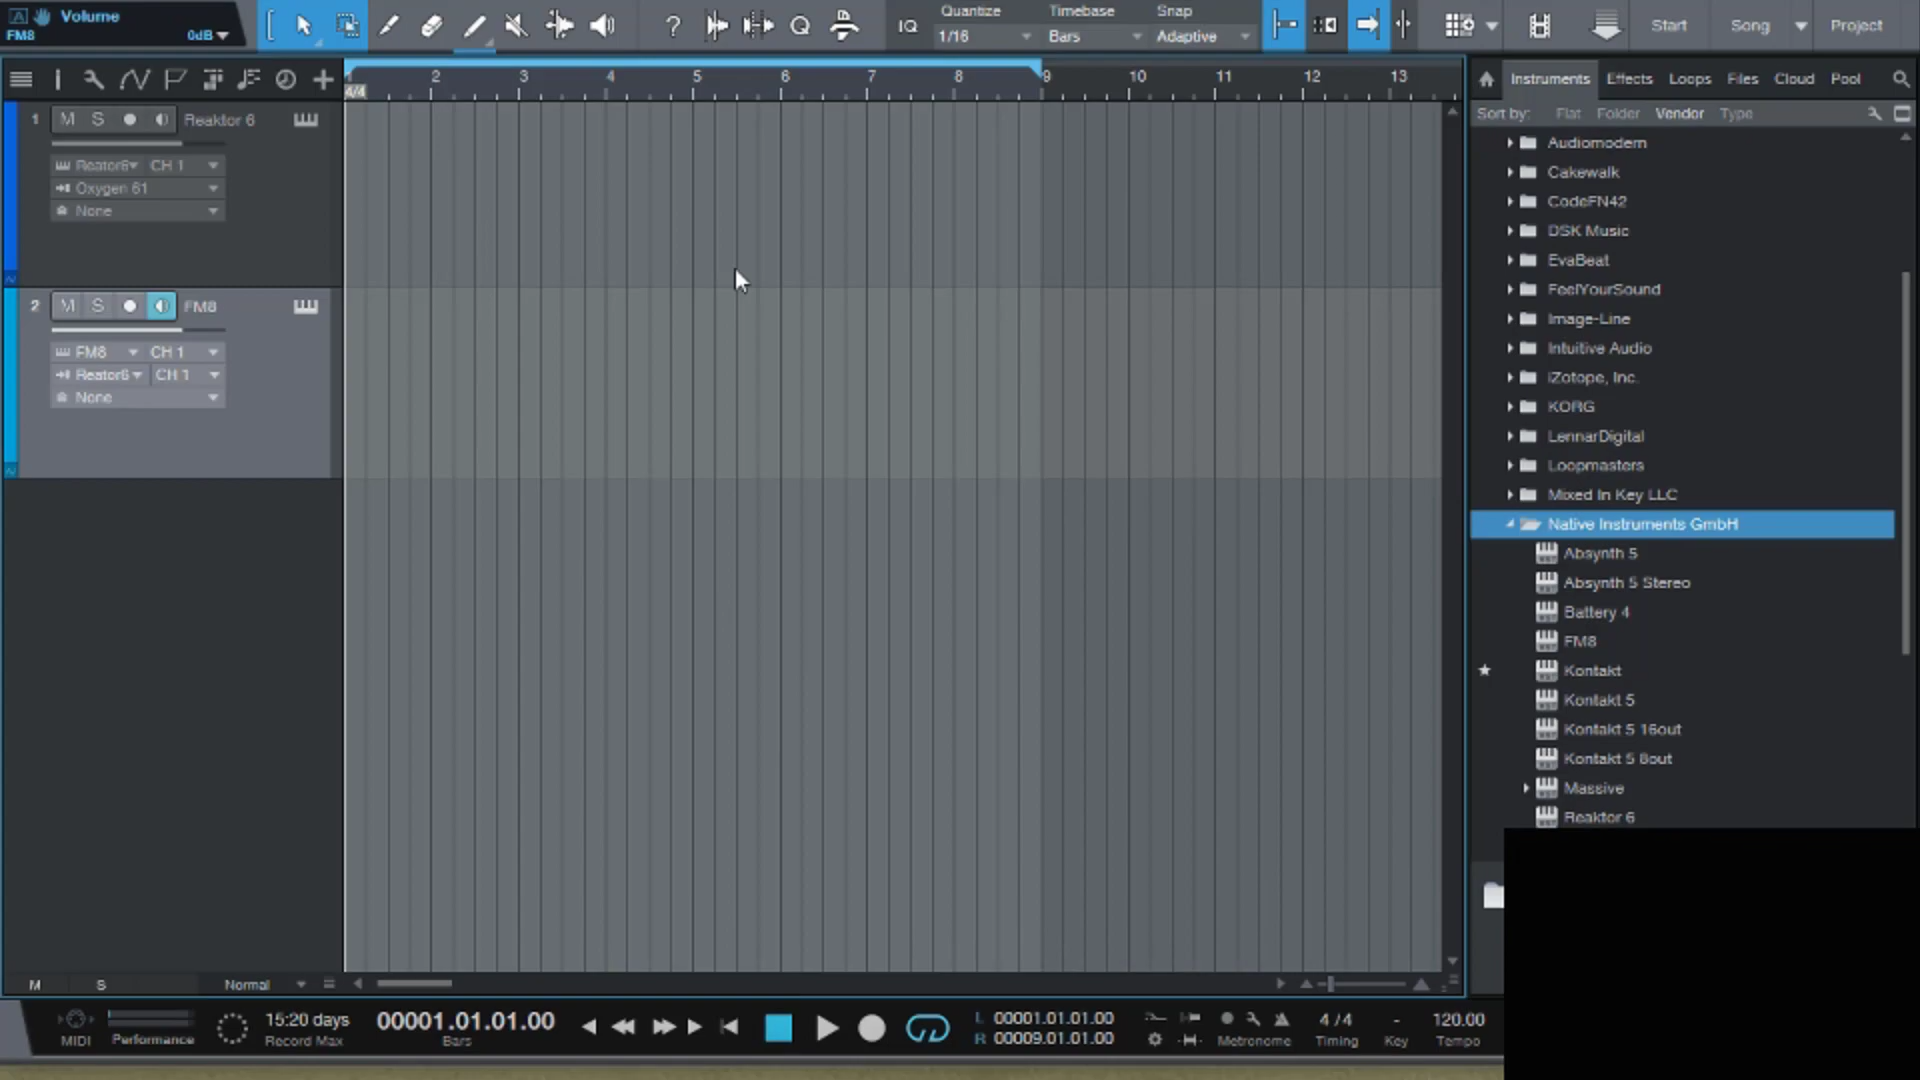 Volume
FM8 0dB
IQ
Quantize Timebase Snap
1/16 Bars Adaptive
Start Song Project
2 3 4 5 6 7 8 9 10 11 12 13
4/4
1 M S Reaktor 6
Reator6 CH 1
Oxygen 61
None
2 M S FM8
FM8 CH 1
Reator6 CH 1
None
Instruments Effects Loops Files Cloud Pool
Sort by: Flat Folder Vendor Type
Audiomodern
Cakewalk
CodeFN42
DSK Music
EvaBeat
FeelYourSound
Image-Line
Intuitive Audio
iZotope, Inc.
KORG
LennarDigital
Loopmasters
Mixed In Key LLC
Native Instruments GmbH
Absynth 5
Absynth 5 Stereo
Battery 4
FM8
Kontakt
Kontakt 5
Kontakt 5 16out
Kontakt 5 8out
Massive
Reaktor 6
M S Normal
MIDI Performance
15:20 days
Record Max
00001.01.01.00
Bars
L 00001.01.01.00
R 00009.01.01.00
Metronome
4 / 4
Timing
-
Key
120.00
Tempo